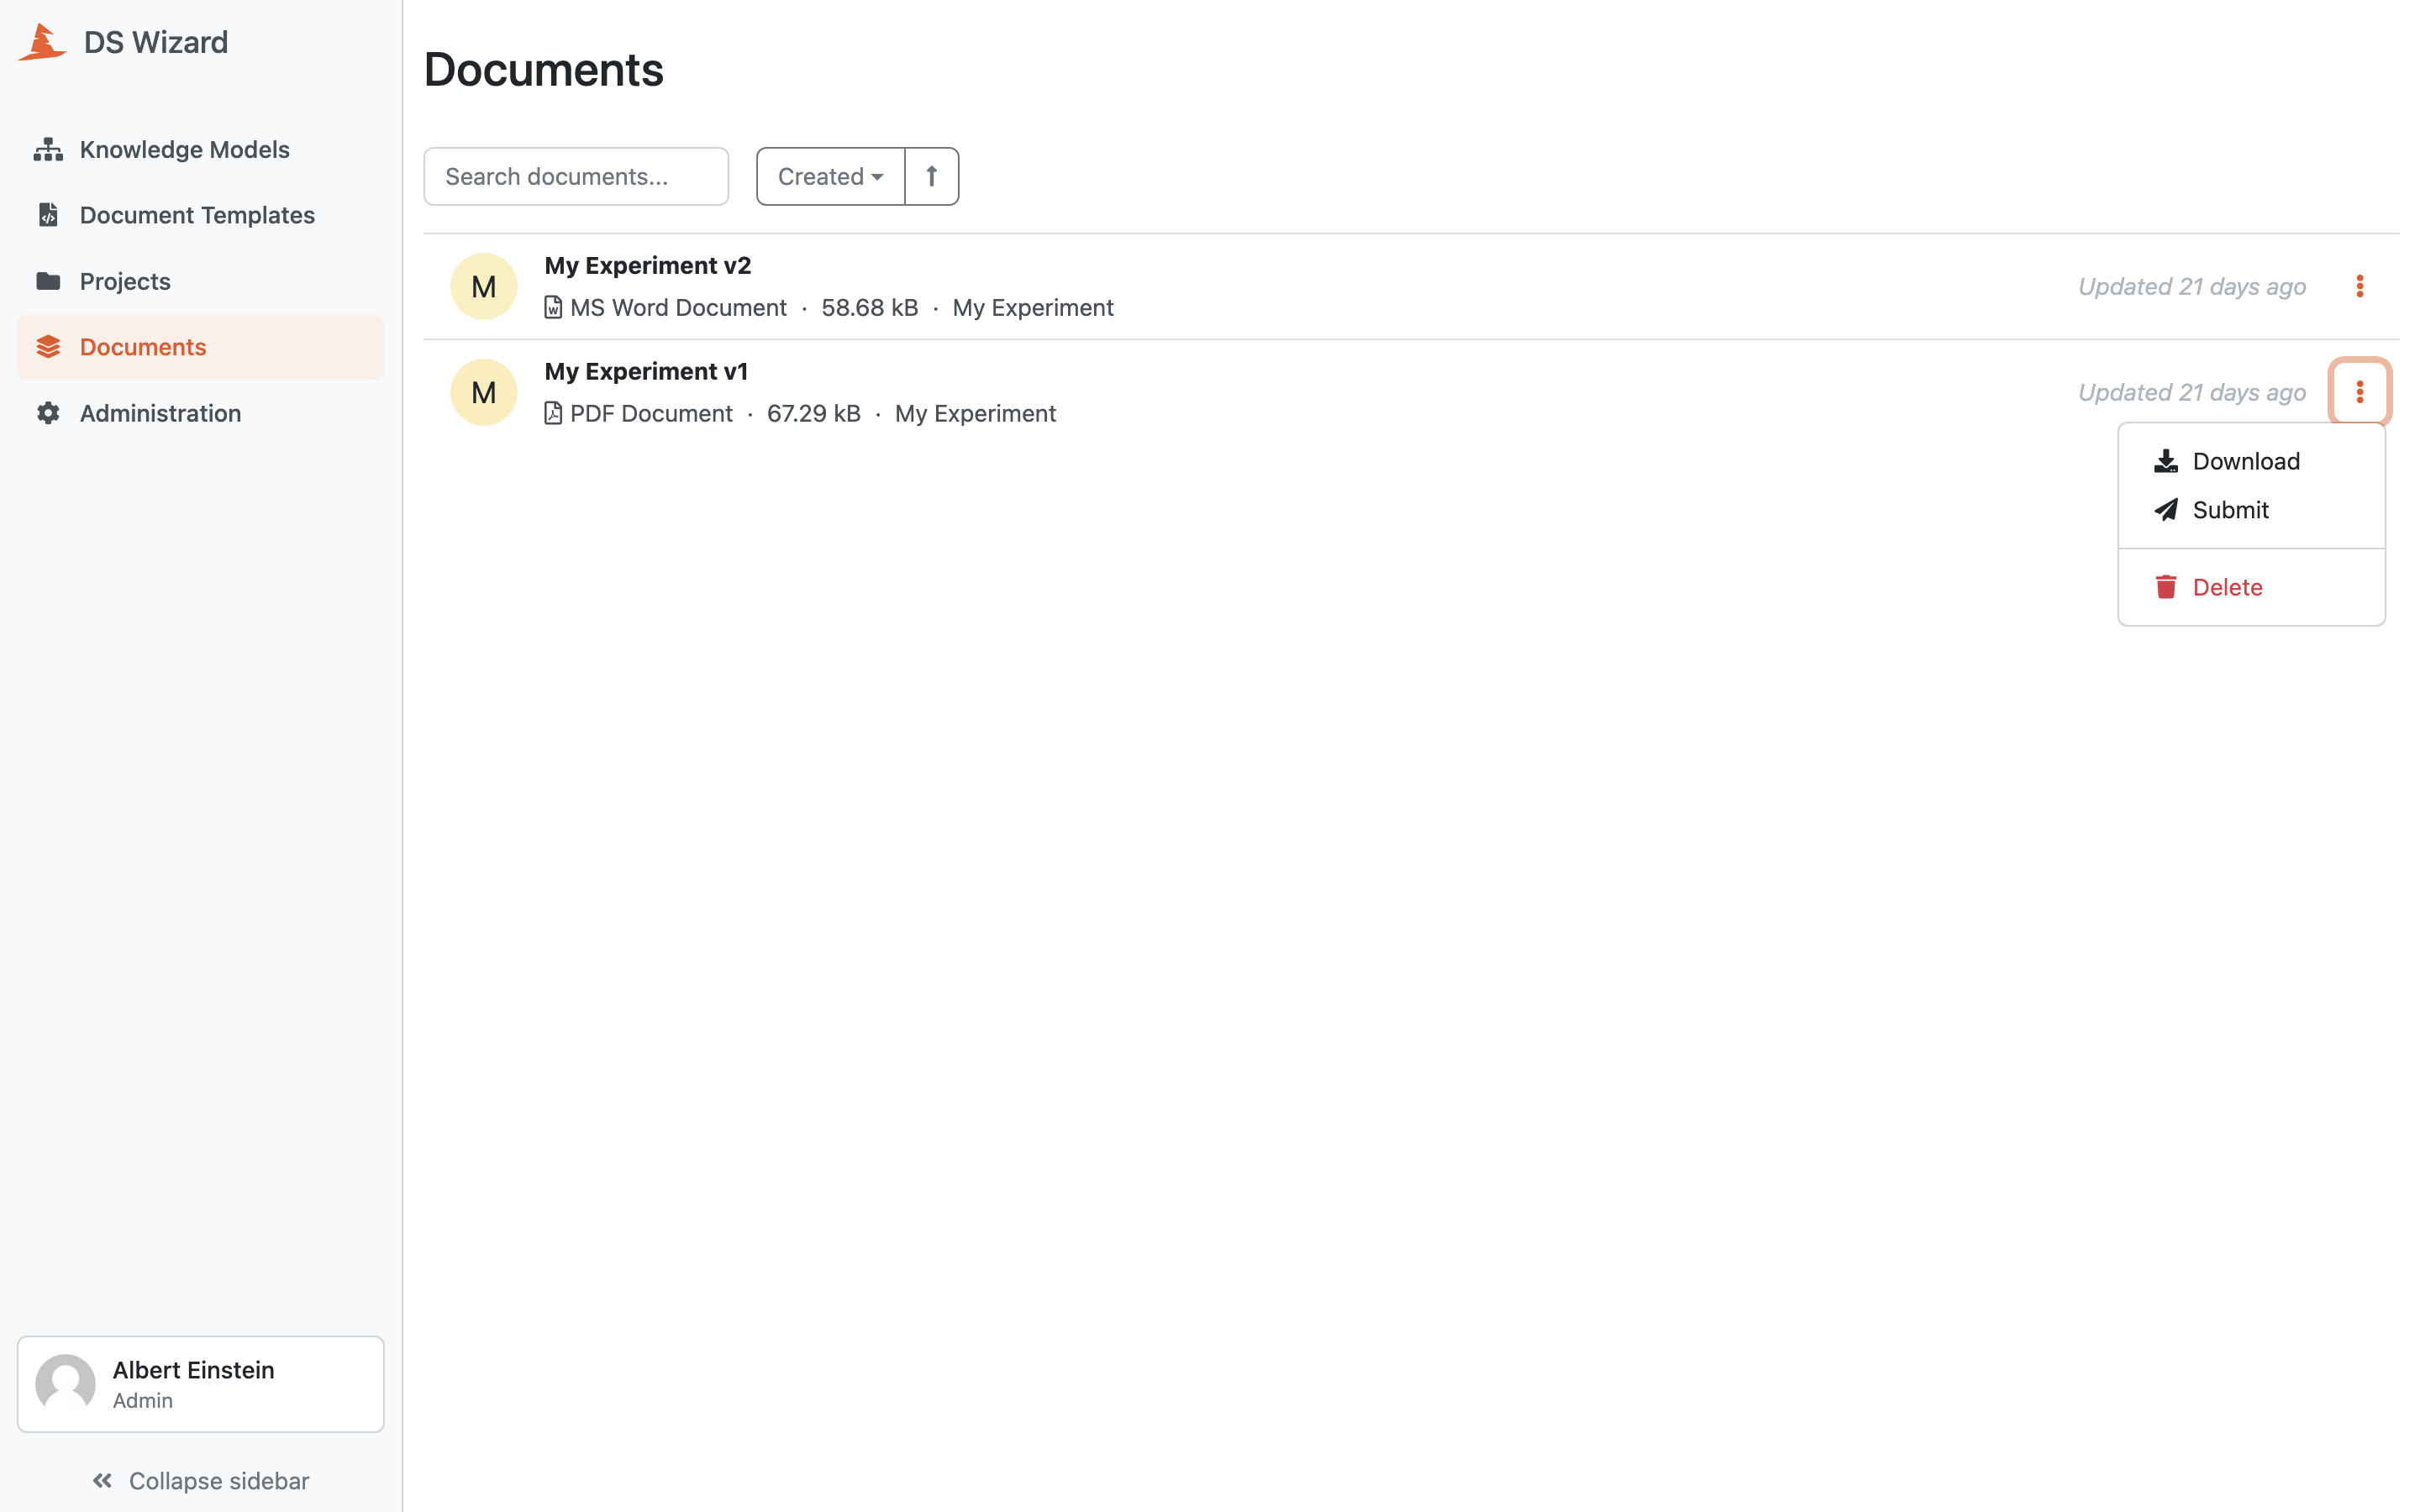 DS Wizard
Knowledge Models
Document Templates
Projects
Documents
Administration
Albert Einstein
Admin
Collapse sidebar
Documents
Search documents...
Created
M
My Experiment v2
MS Word Document · 58.68 kB · My Experiment
Updated 21 days ago
M
My Experiment v1
PDF Document · 67.29 kB · My Experiment
Updated 21 days ago
Download
Submit
Delete